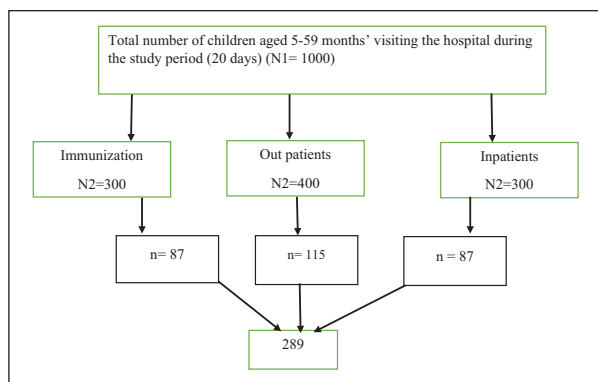 Total number of children aged 5-59 months’ visiting the hospital during
the study period (20 days) (N1= 1000)
Immunization
N2=300
Out patients
N2=400
Inpatients
N2=300
n= 87
n= 115
n = 87
289